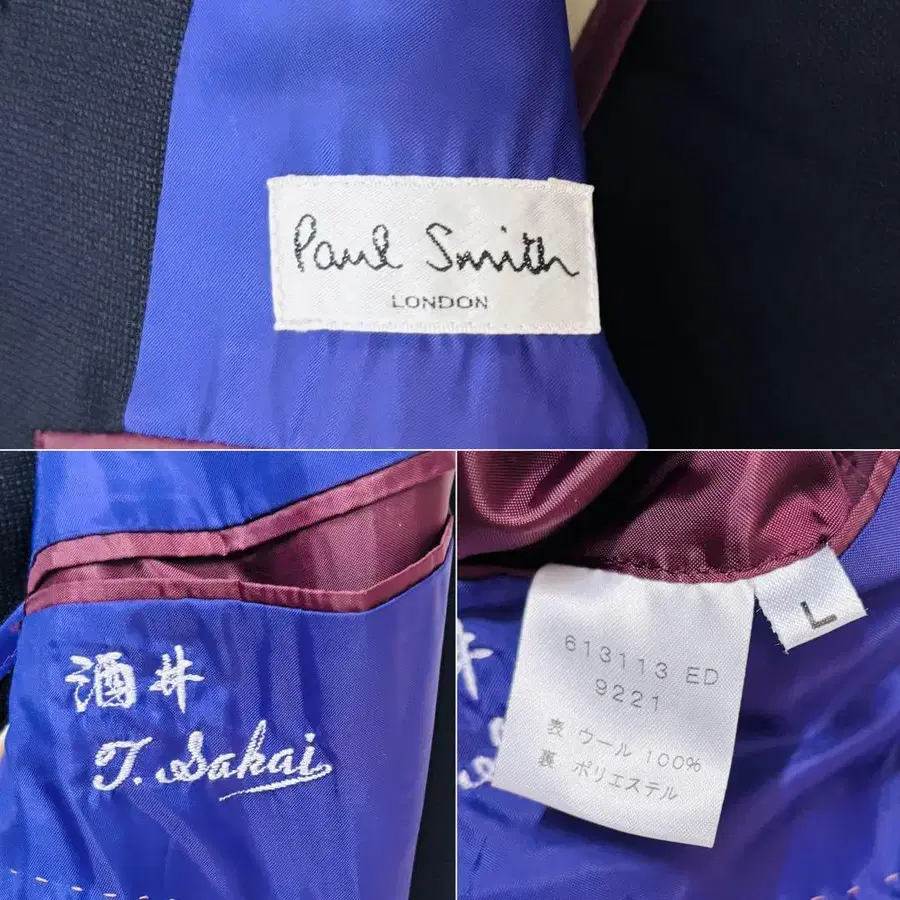 Paul Smith
LONDON
酒井
T. Sakai
L
613113 ED
9221
表 ウール 100%
裏 ポリエステル
井